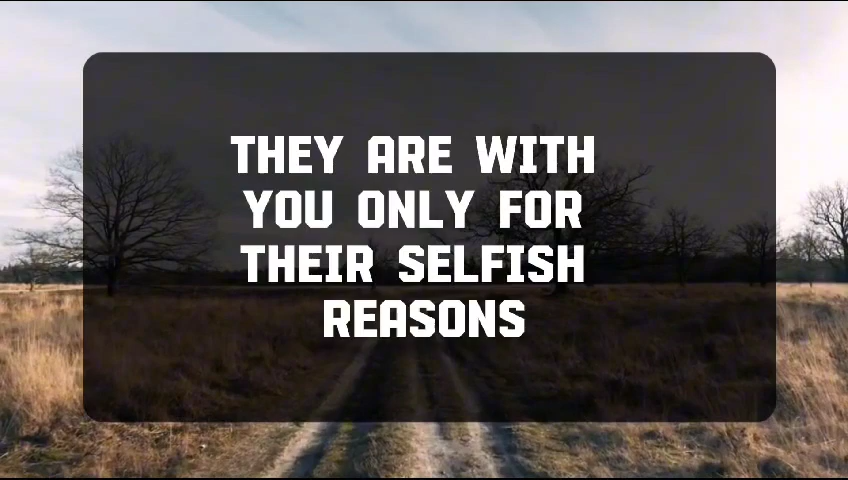 THEY ARE WITH
YOU ONLY FOR
THEIR SELFISH
REASONS